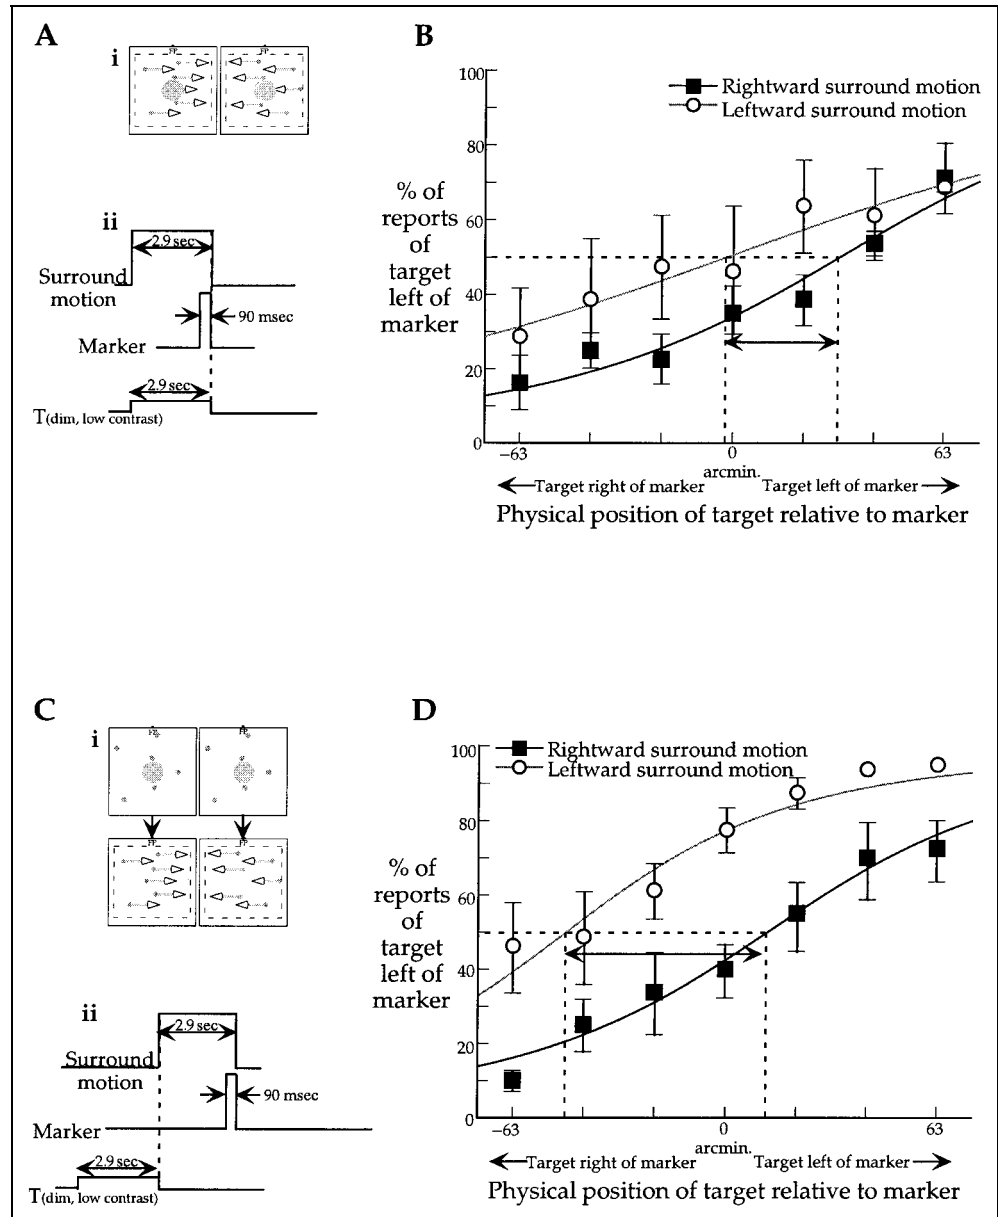 A
i
FP
FP
ii
2.9 sec
Surround
motion
90 msec
Marker
2.9 sec
T(dim, low contrast)
B
100
80
60
40
20
0
Rightward surround motion
Leftward surround motion
% of
reports
of
target
left of
marker
−63
0
63
arcmin.
Target right of marker
Target left of marker
Physical position of target relative to marker
C
i
FP
FP
FP
FP
ii
2.9 sec
Surround
motion
90 msec
Marker
2.9 sec
T(dim, low contrast)
D
100
80
60
40
20
0
Rightward surround motion
Leftward surround motion
% of
reports
of
target
left of
marker
−63
0
63
arcmin.
Target right of marker
Target left of marker
Physical position of target relative to marker